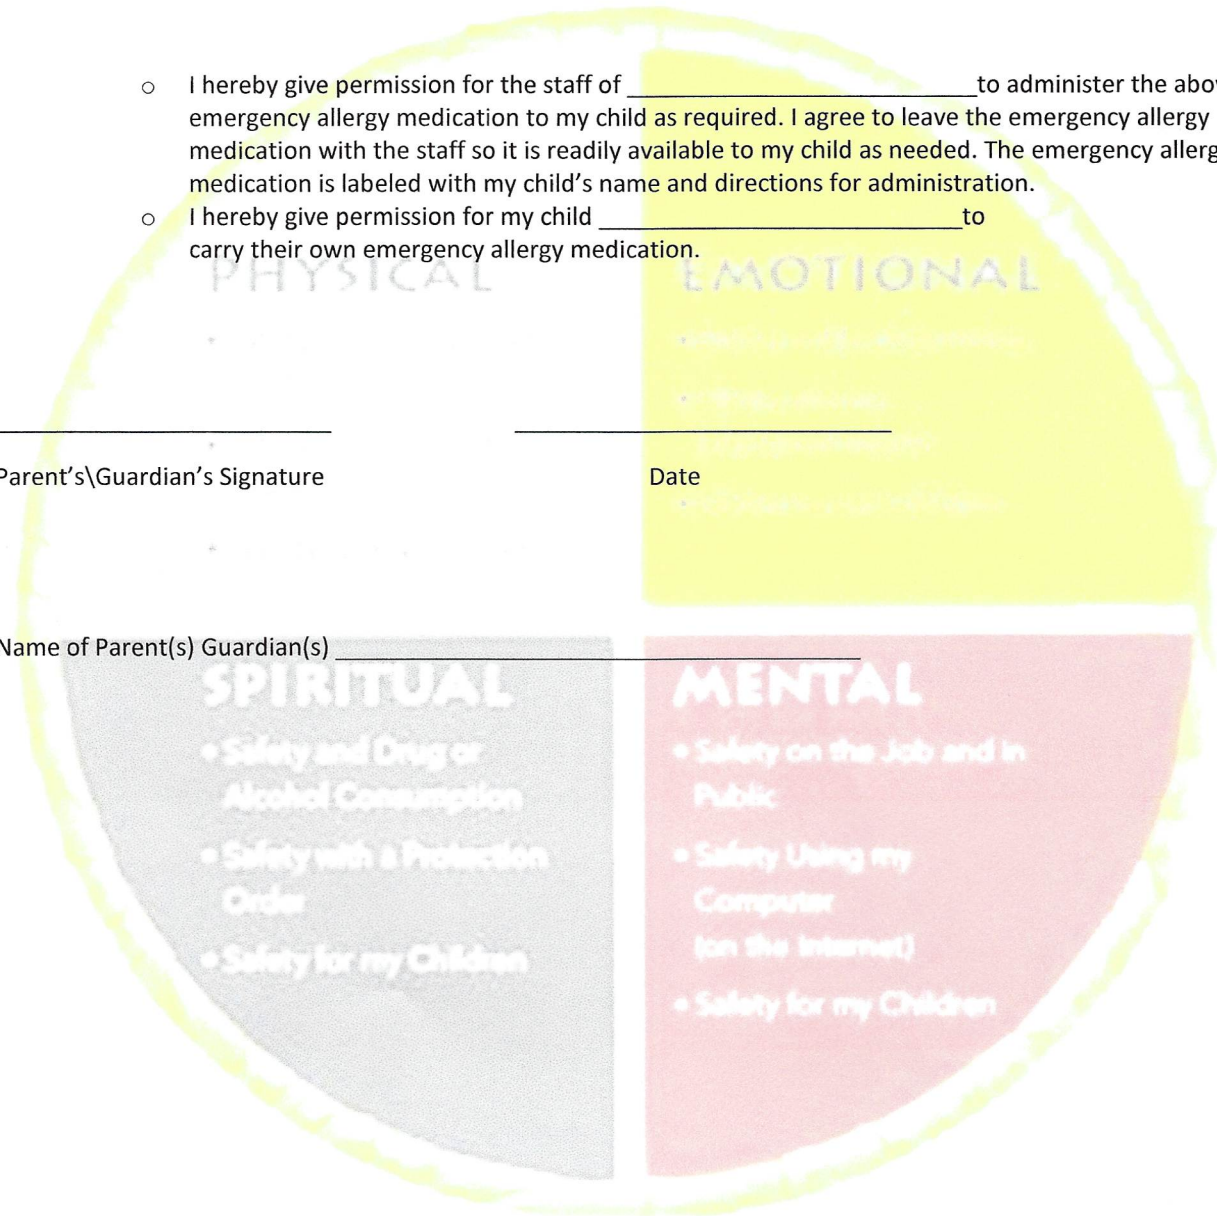 o I hereby give permission for the staff of ____________________________to administer the abov
emergency allergy medication to my child as required. I agree to leave the emergency allergy
medication with the staff so it is readily available to my child as needed. The emergency allerg
medication is labeled with my child’s name and directions for administration.
o I hereby give permission for my child _____________________________to
carry their own emergency allergy medication.
PHYSICAL
EMOTIONAL
Parent’s\Guardian’s Signature
Date
Name of Parent(s) Guardian(s) __________________________________________
SPIRITUAL
• Safety and Drug or
Alcohol Consumption
• Safety with a Protection
Order
• Safety for my Children
MENTAL
• Safety on the Job and in
Public
• Safety Using my
Computer
(on the Internet)
• Safety for my Children